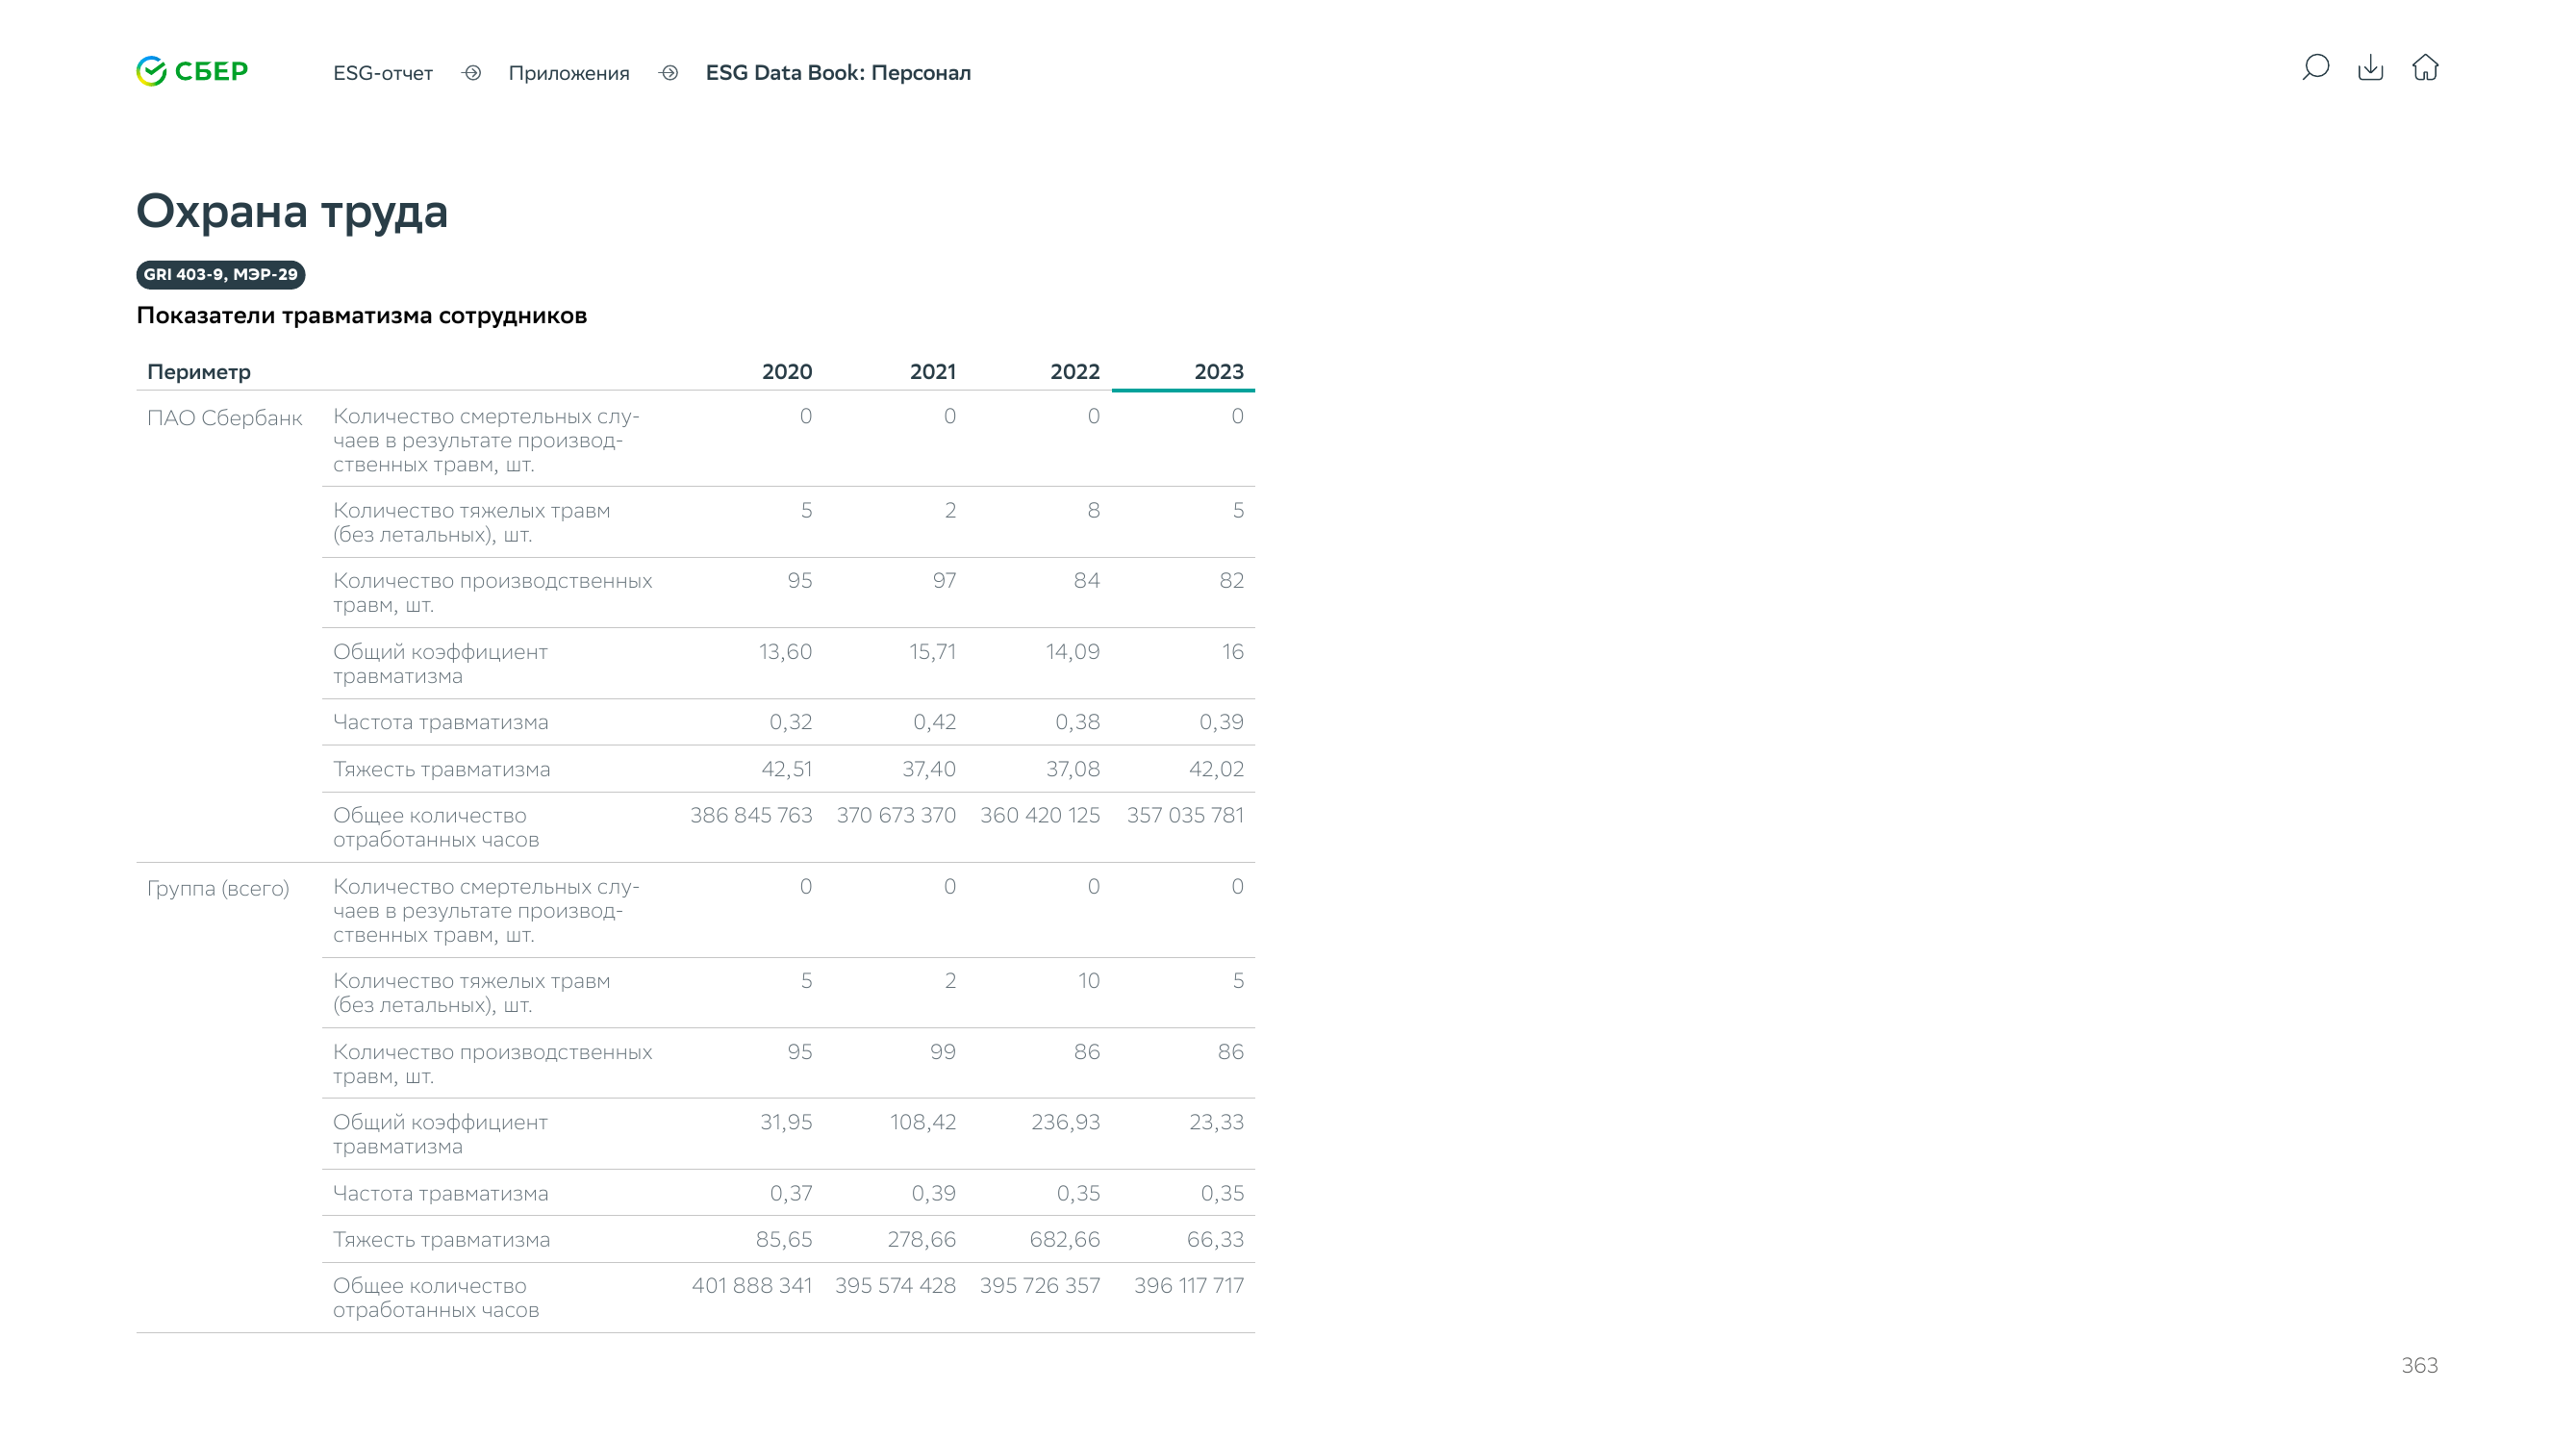 СБЕР
ESG-отчет
Приложения
ESG Data Book: Персонал
Охрана труда
GRI 403-9, МЭР-29
Показатели травматизма сотрудников
Периметр 2020 2021 2022 2023
ПАО Сбербанк Количество смертельных слу- 0 0 0 0
чаев в результате производ-
ственных травм, шт.
Количество тяжелых травм 5 2 8 5
(без летальных), шт.
Количество производственных 95 97 84 82
травм, шт.
Общий коэффициент 13,60 15,71 14,09 16
травматизма
Частота травматизма 0,32 0,42 0,38 0,39
Тяжесть травматизма 42,51 37,40 37,08 42,02
Общее количество 386 845 763 370 673 370 360 420 125 357 035 781
отработанных часов
Группа (всего) Количество смертельных слу- 0 0 0 0
чаев в результате производ-
ственных травм, шт.
Количество тяжелых травм 5 2 10 5
(без летальных), шт.
Количество производственных 95 99 86 86
травм, шт.
Общий коэффициент 31,95 108,42 236,93 23,33
травматизма
Частота травматизма 0,37 0,39 0,35 0,35
Тяжесть травматизма 85,65 278,66 682,66 66,33
Общее количество 401 888 341 395 574 428 395 726 357 396 117 717
отработанных часов
363